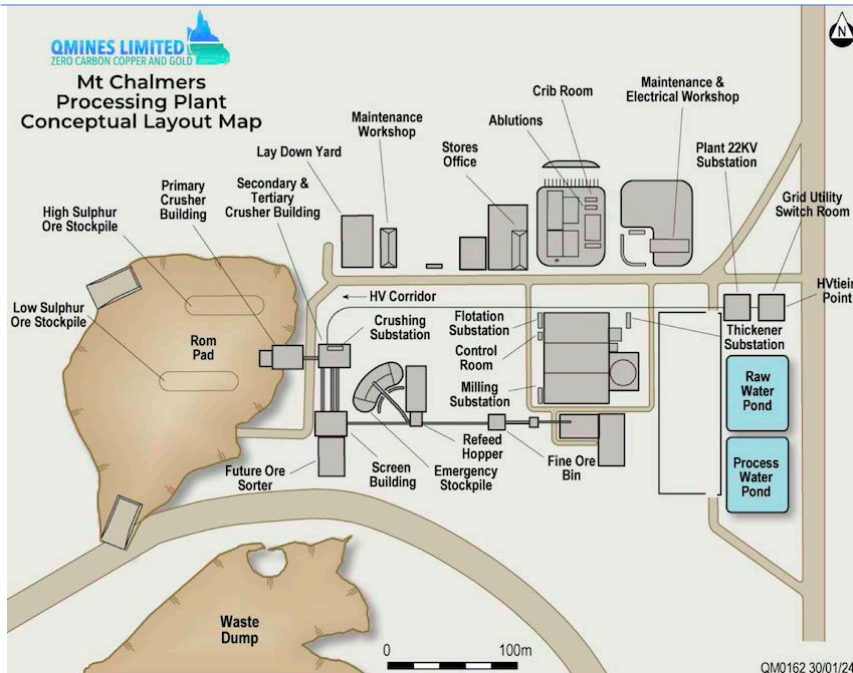 QMINES LIMITED
ZERO CARBON COPPER AND GOLD
Mt Chalmers
Processing Plant
Conceptual Layout Map
N
Maintenance &
Electrical Workshop
Crib Room
Ablutions
Maintenance
Workshop
Lay Down Yard
Stores
Office
Plant 22KV
Substation
Primary
Crusher
Building
Secondary &
Tertiary
Crusher Building
Grid Utility
Switch Room
High Sulphur
Ore Stockpile
HV Corridor
HVtiein
Point
Low Sulphur
Ore Stockpile
Rom
Pad
Crushing
Substation
Flotation
Substation
Thickener
Substation
Control
Room
Milling
Substation
Raw
Water
Pond
Refeed
Hopper
Fine Ore
Bin
Process
Water
Pond
Future Ore
Sorter
Screen
Building
Emergency
Stockpile
Waste
Dump
0
100m
QM0162 30/01/24